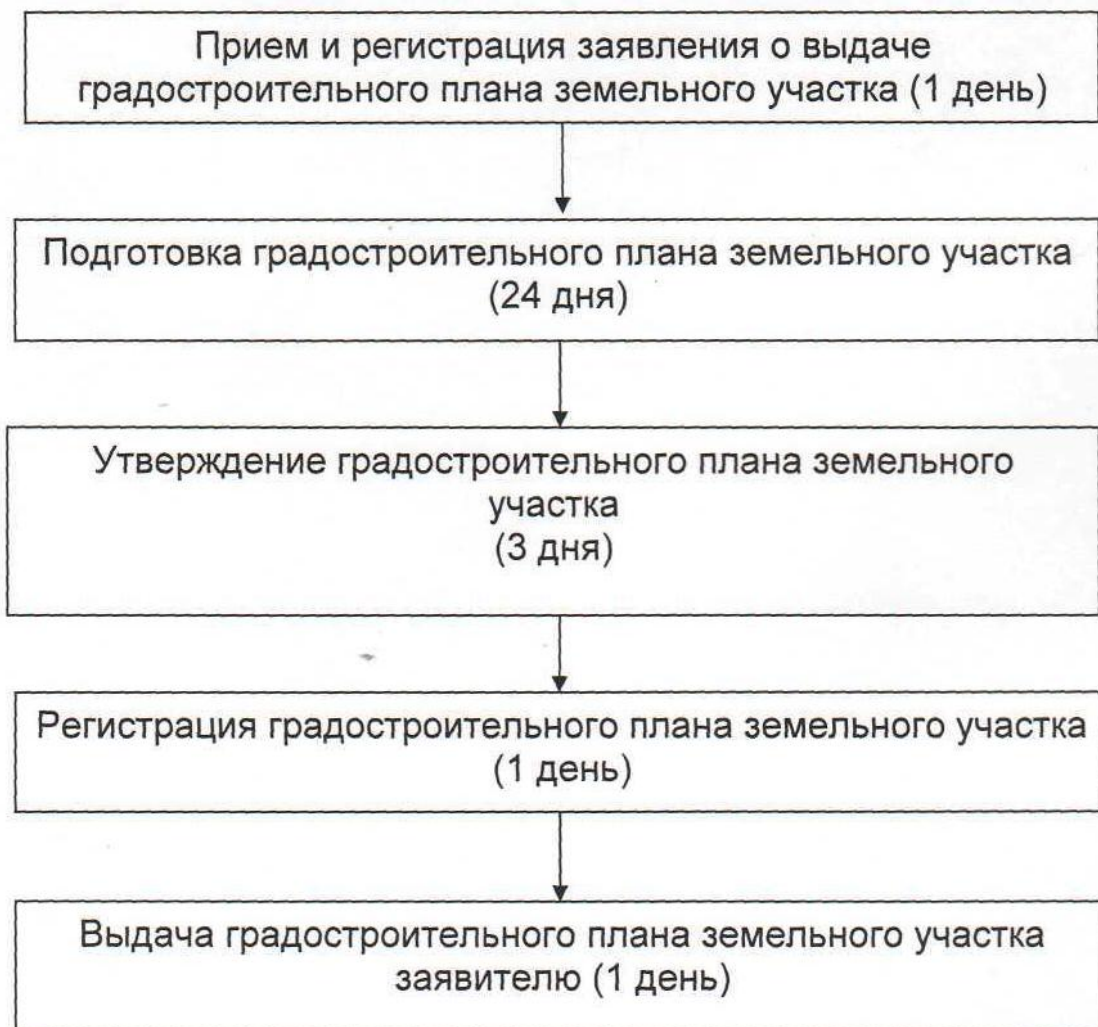 Прием и регистрация заявления о выдаче
градостроительного плана земельного участка (1 день)
Подготовка градостроительного плана земельного участка
(24 дня)
Утверждение градостроительного плана земельного
участка
(3 дня)
Регистрация градостроительного плана земельного участка
(1 день)
Выдача градостроительного плана земельного участка
заявителю (1 день)